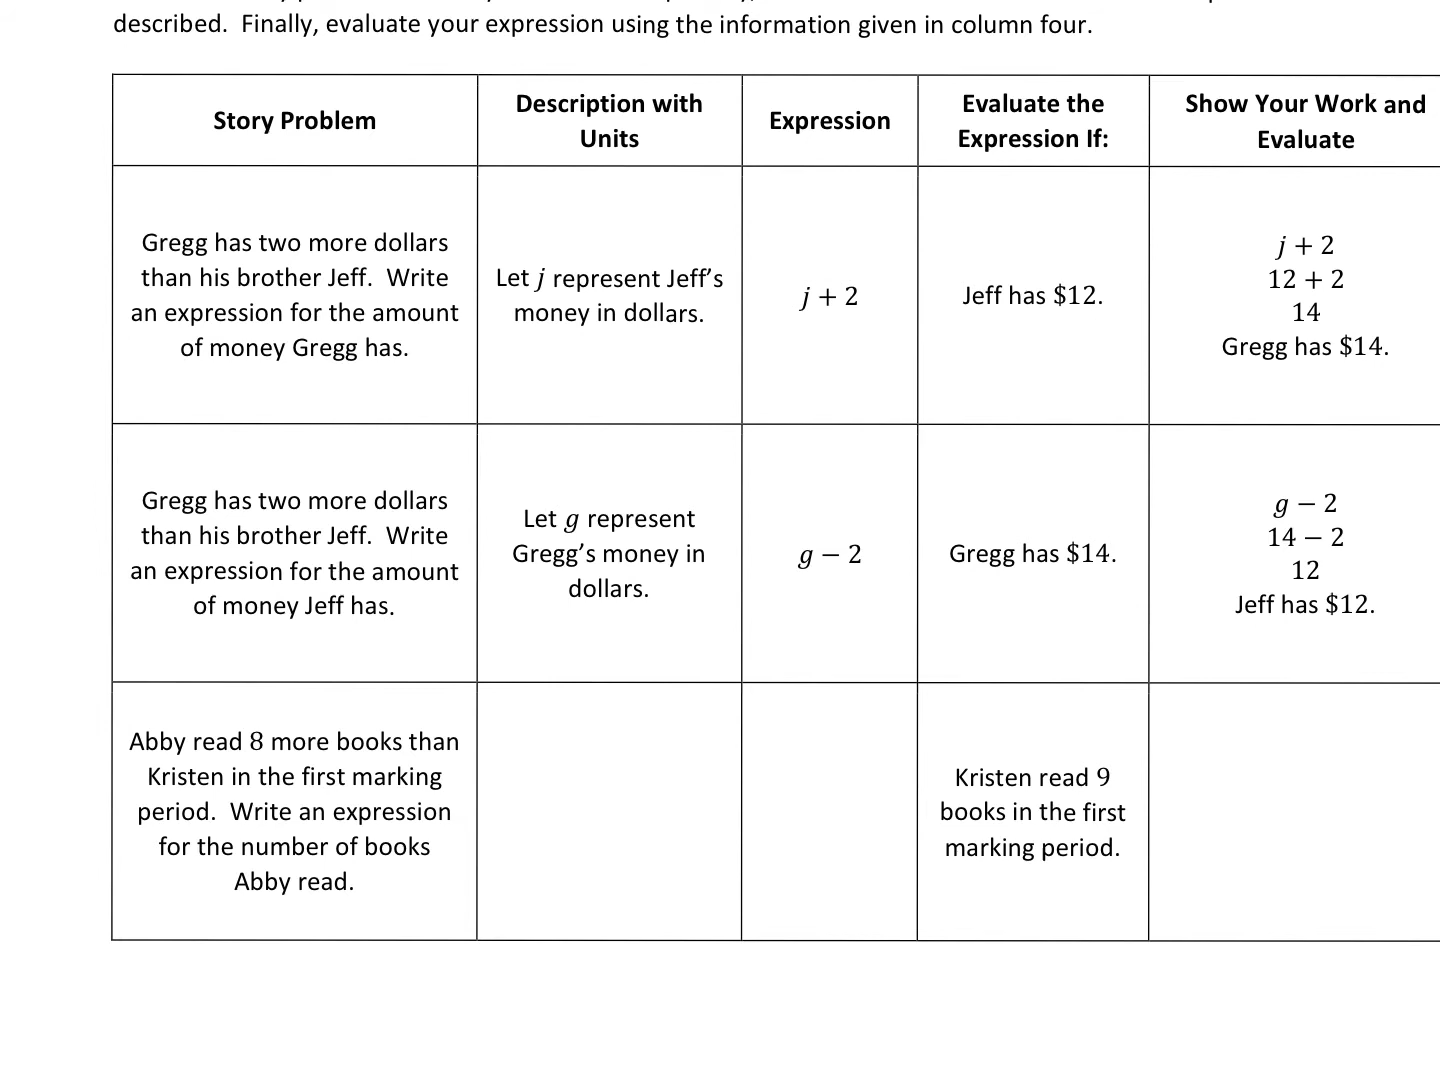 described.  Finally, evaluate your expression using the information given in column four.
Story Problem
Description with
Units
Expression
Evaluate the
Expression If:
Show Your Work and
Evaluate
Gregg has two more dollars
than his brother Jeff.  Write
an expression for the amount
of money Gregg has.
Let j represent Jeff’s
money in dollars.
j + 2
Jeff has $12.
j + 2
12 + 2
14
Gregg has $14.
Gregg has two more dollars
than his brother Jeff.  Write
an expression for the amount
of money Jeff has.
Let g represent
Gregg’s money in
dollars.
g − 2
Gregg has $14.
g − 2
14 − 2
12
Jeff has $12.
Abby read 8 more books than
Kristen in the first marking
period.  Write an expression
for the number of books
Abby read.
Kristen read 9
books in the first
marking period.